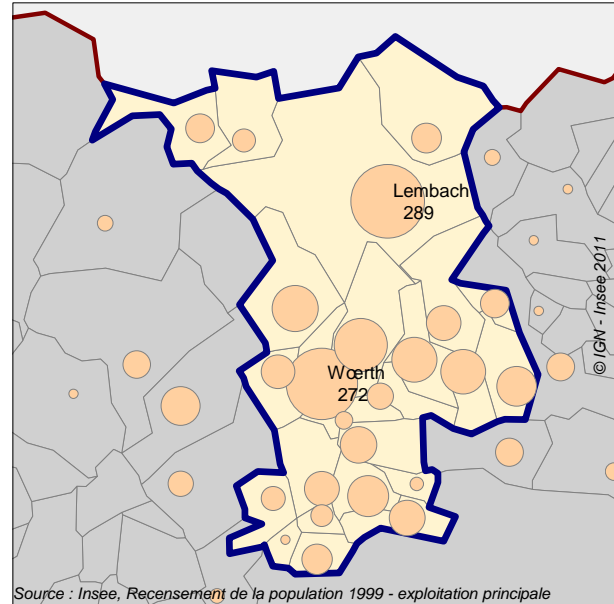 Lembach
289
© IGN - Insee 2011
Wœrth
272
Source : Insee, Recensement de la population 1999 - exploitation principale